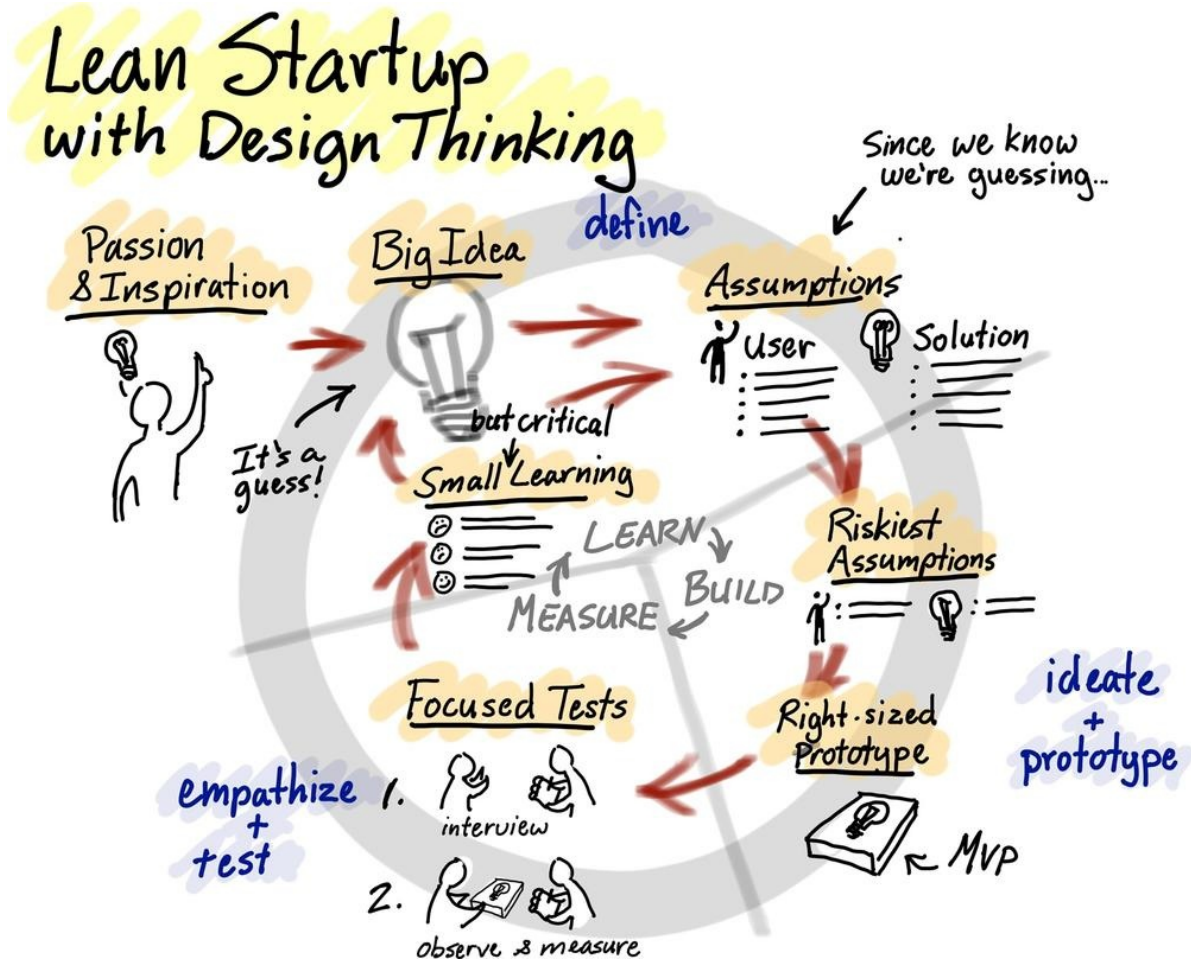 Lean Startup
with Design Thinking
Since we know
we're guessing...
define
Passion
& Inspiration
Big Idea
Assumptions
User
Solution
It's a
guess!
but critical
Small Learning
LEARN
BUILD
MEASURE
Riskiest
Assumptions
ideate
+
prototype
Right-sized
Prototype
MVP
Focused Tests
empathize
+
test
1.
interview
2.
observe & measure